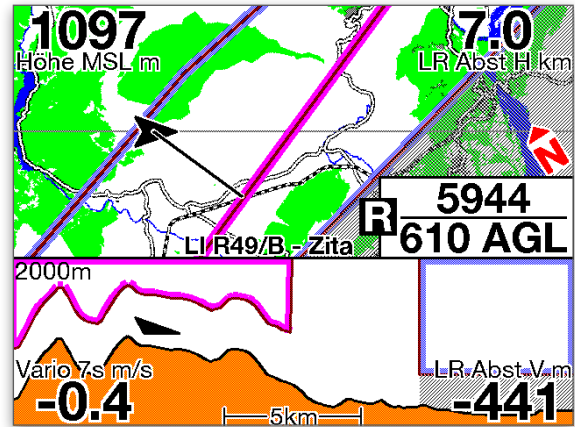 1097
Höhe MSL m
7.0
LR Abst H km
N
LI R49/B - Zita
R
5944
610 AGL
2000m
Vario 7s m/s
-0.4
5km
LR Abst V m
-441